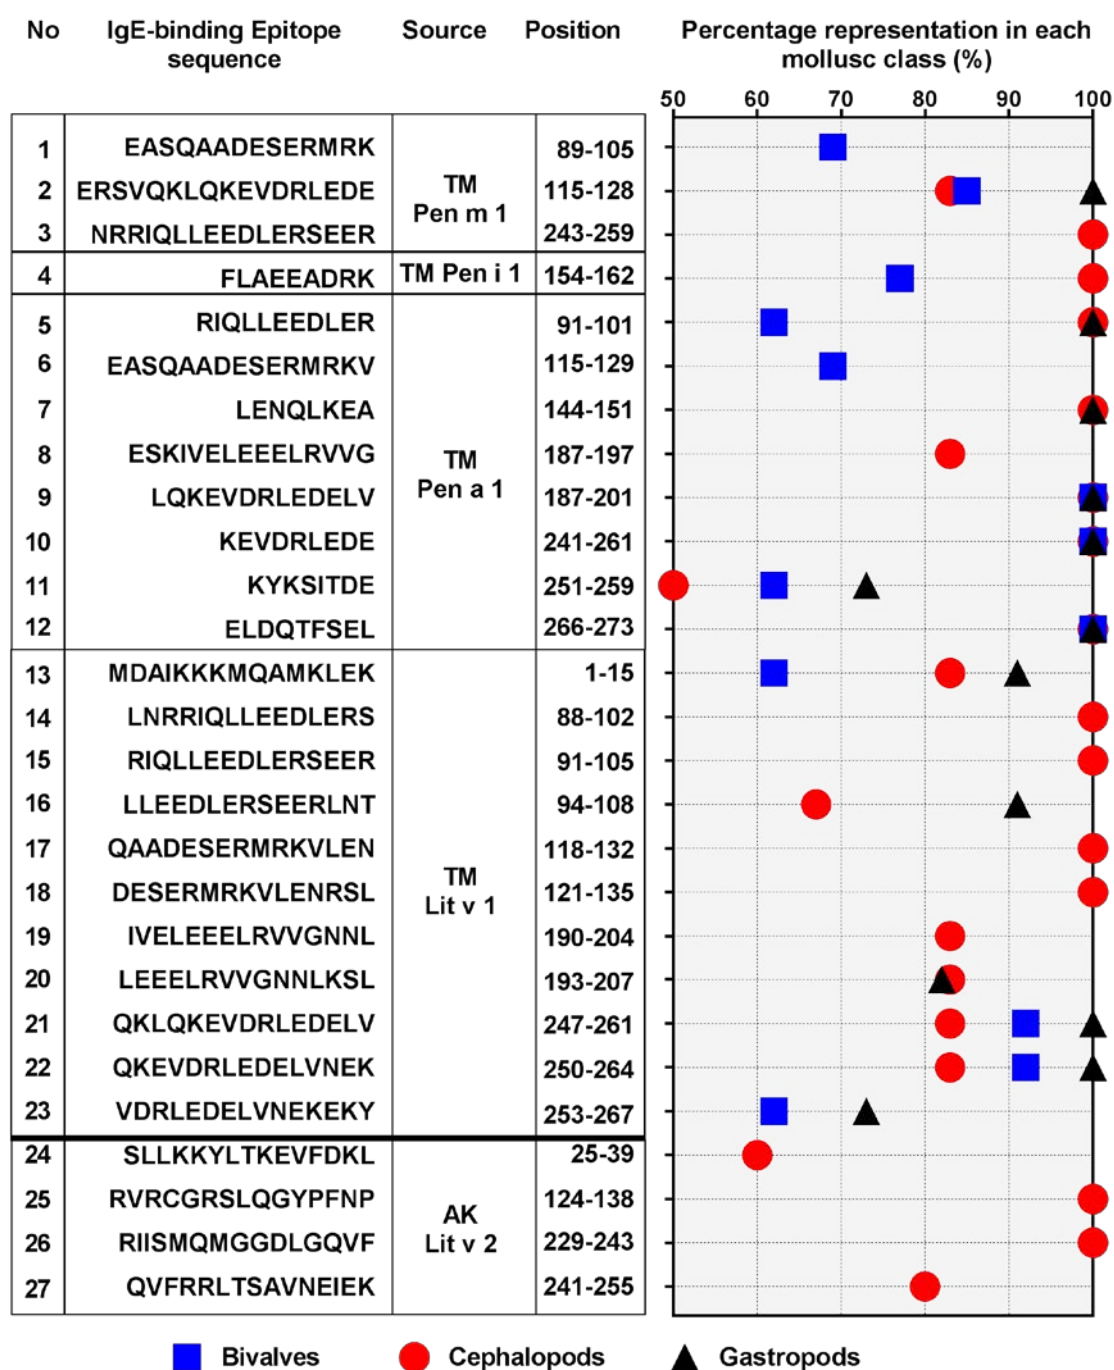 No IgE-binding Epitope Source Position Percentage representation in each
sequence mollusc class (%)
50 60 70 80 90 100
1 EASQAADESERMRK 89-105
2 ERSVQKLQKEVDRLEDE TM 115-128
Pen m 1
3 NRRIQLLEEDLERSEER 243-259
4 FLAEEADRK TM Pen i 1 154-162
5 RIQLLEEDLER 91-101
6 EASQAADESERMRKV 115-129
7 LENQLKEA 144-151
8 ESKIVELEEELRVVG TM 187-197
9 LQKEVDRLEDELV Pen a 1 187-201
10 KEVDRLEDE 241-261
11 KYKSITDE 251-259
12 ELDQTFSEL 266-273
13 MDAIKKKMQAMKLEK 1-15
14 LNRRIQLLEEDLERS 88-102
15 RIQLLEEDLERSEER 91-105
16 LLEEDLERSEERLNT 94-108
17 QAADESERMRKVLEN 118-132
TM
18 DESERMRKVLENRSL Lit v 1 121-135
19 IVELEEELRVVGNNL 190-204
20 LEEELRVVGNNLKSL 193-207
21 QKLQKEVDRLEDELV 247-261
22 QKEVDRLEDELVNEK 250-264
23 VDRLEDELVNEKEKY 253-267
24 SLLKKYLTKEVFDKL 25-39
25 RVRCGRSLQGYPFNP 124-138
AK
26 RIISMQMGGDLGQVF Lit v 2 229-243
27 QVFRRLTSAVNEIEK 241-255
Bivalves Cephalopods Gastropods